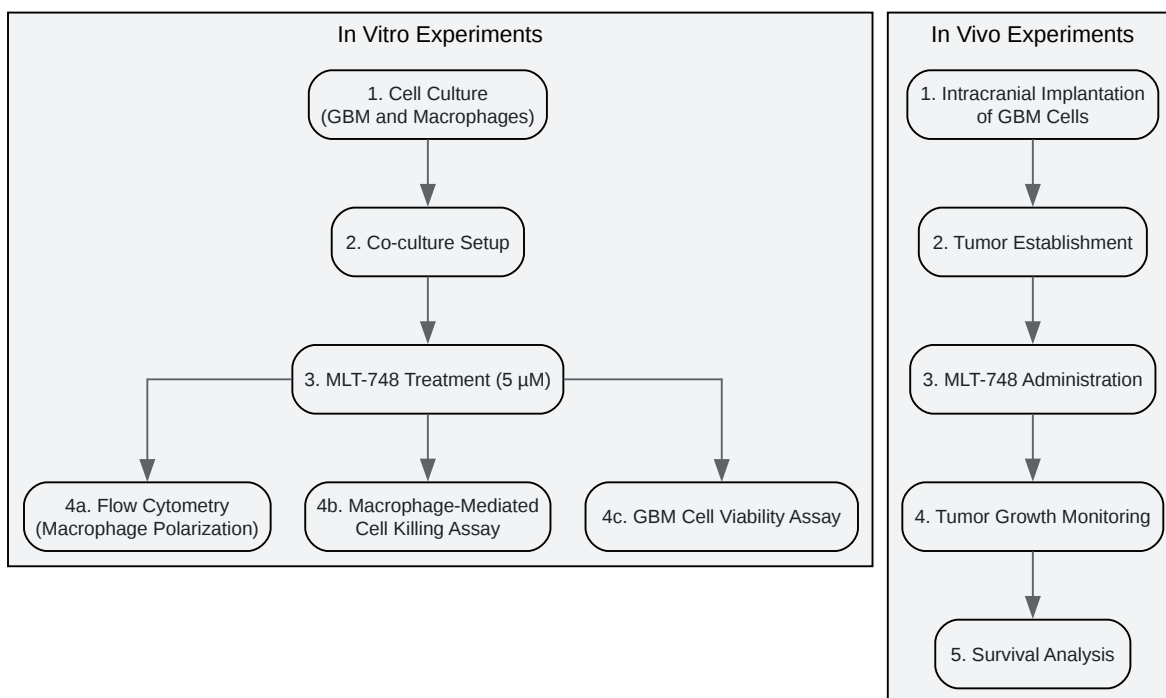 In Vitro Experiments
1. Cell Culture
(GBM and Macrophages)
2. Co-culture Setup
3. MLT-748 Treatment (5 µM)
4a. Flow Cytometry
(Macrophage Polarization)
4b. Macrophage-Mediated
Cell Killing Assay
4c. GBM Cell Viability Assay
In Vivo Experiments
1. Intracranial Implantation
of GBM Cells
2. Tumor Establishment
3. MLT-748 Administration
4. Tumor Growth Monitoring
5. Survival Analysis